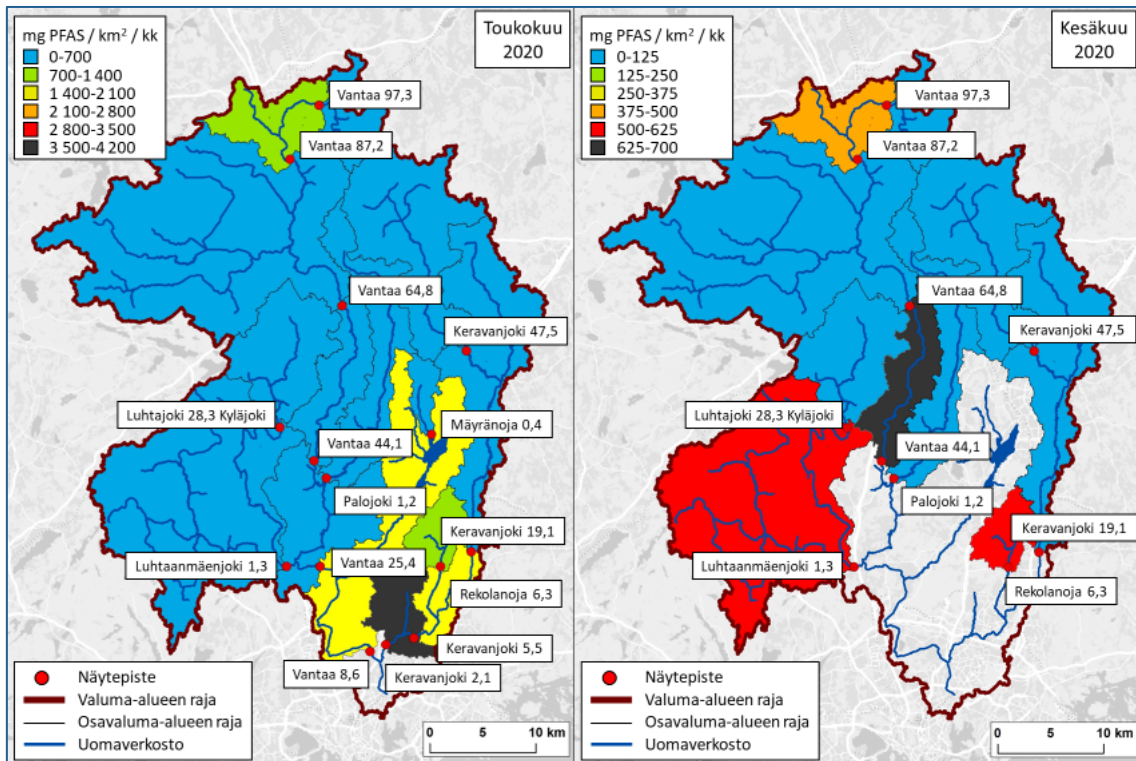 mg PFAS / km² / kk
0-700
700-1 400
1 400-2 100
2 100-2 800
2 800-3 500
3 500-4 200
Toukokuu
2020
Vantaa 97,3
Vantaa 87,2
Vantaa 64,8
Keravanjoki 47,5
Luhtajoki 28,3 Kyläjoki
Mäyränoja 0,4
Vantaa 44,1
Palojoki 1,2
Keravanjoki 19,1
Luhtaanmäenjoki 1,3
Vantaa 25,4
Rekolanoja 6,3
Keravanjoki 5,5
Vantaa 8,6
Keravanjoki 2,1
Näytepiste
Valuma-alueen raja
Osavaluma-alueen raja
Uomaverkosto
0 5 10 km
mg PFAS / km² / kk
0-125
125-250
250-375
375-500
500-625
625-700
Kesäkuu
2020
Vantaa 97,3
Vantaa 87,2
Vantaa 64,8
Keravanjoki 47,5
Luhtajoki 28,3 Kyläjoki
Vantaa 44,1
Palojoki 1,2
Keravanjoki 19,1
Luhtaanmäenjoki 1,3
Rekolanoja 6,3
Näytepiste
Valuma-alueen raja
Osavaluma-alueen raja
Uomaverkosto
0 5 10 km